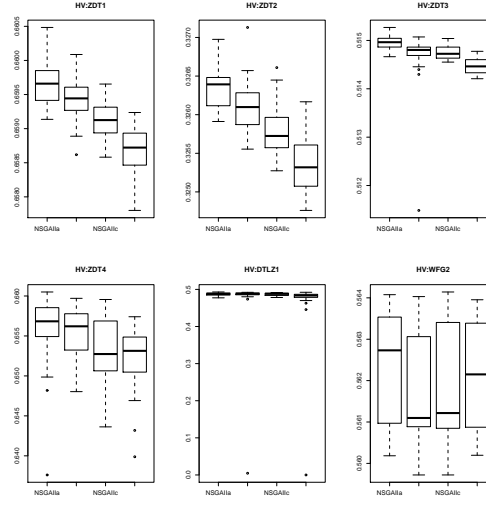 HV:ZDT1
0.6605
0.6600
0.6595
0.6590
0.6585
0.6580
NSGAIIa NSGAIIc
HV:ZDT2
0.3270
0.3265
0.3260
0.3255
0.3250
NSGAIIa NSGAIIc
HV:ZDT3
0.515
0.514
0.513
0.512
NSGAIIa NSGAIIc
HV:ZDT4
0.660
0.655
0.650
0.645
0.640
NSGAIIa NSGAIIc
HV:DTLZ1
0.5
0.4
0.3
0.2
0.1
0.0
NSGAIIa NSGAIIc
HV:WFG2
0.564
0.563
0.562
0.561
0.560
NSGAIIa NSGAIIc